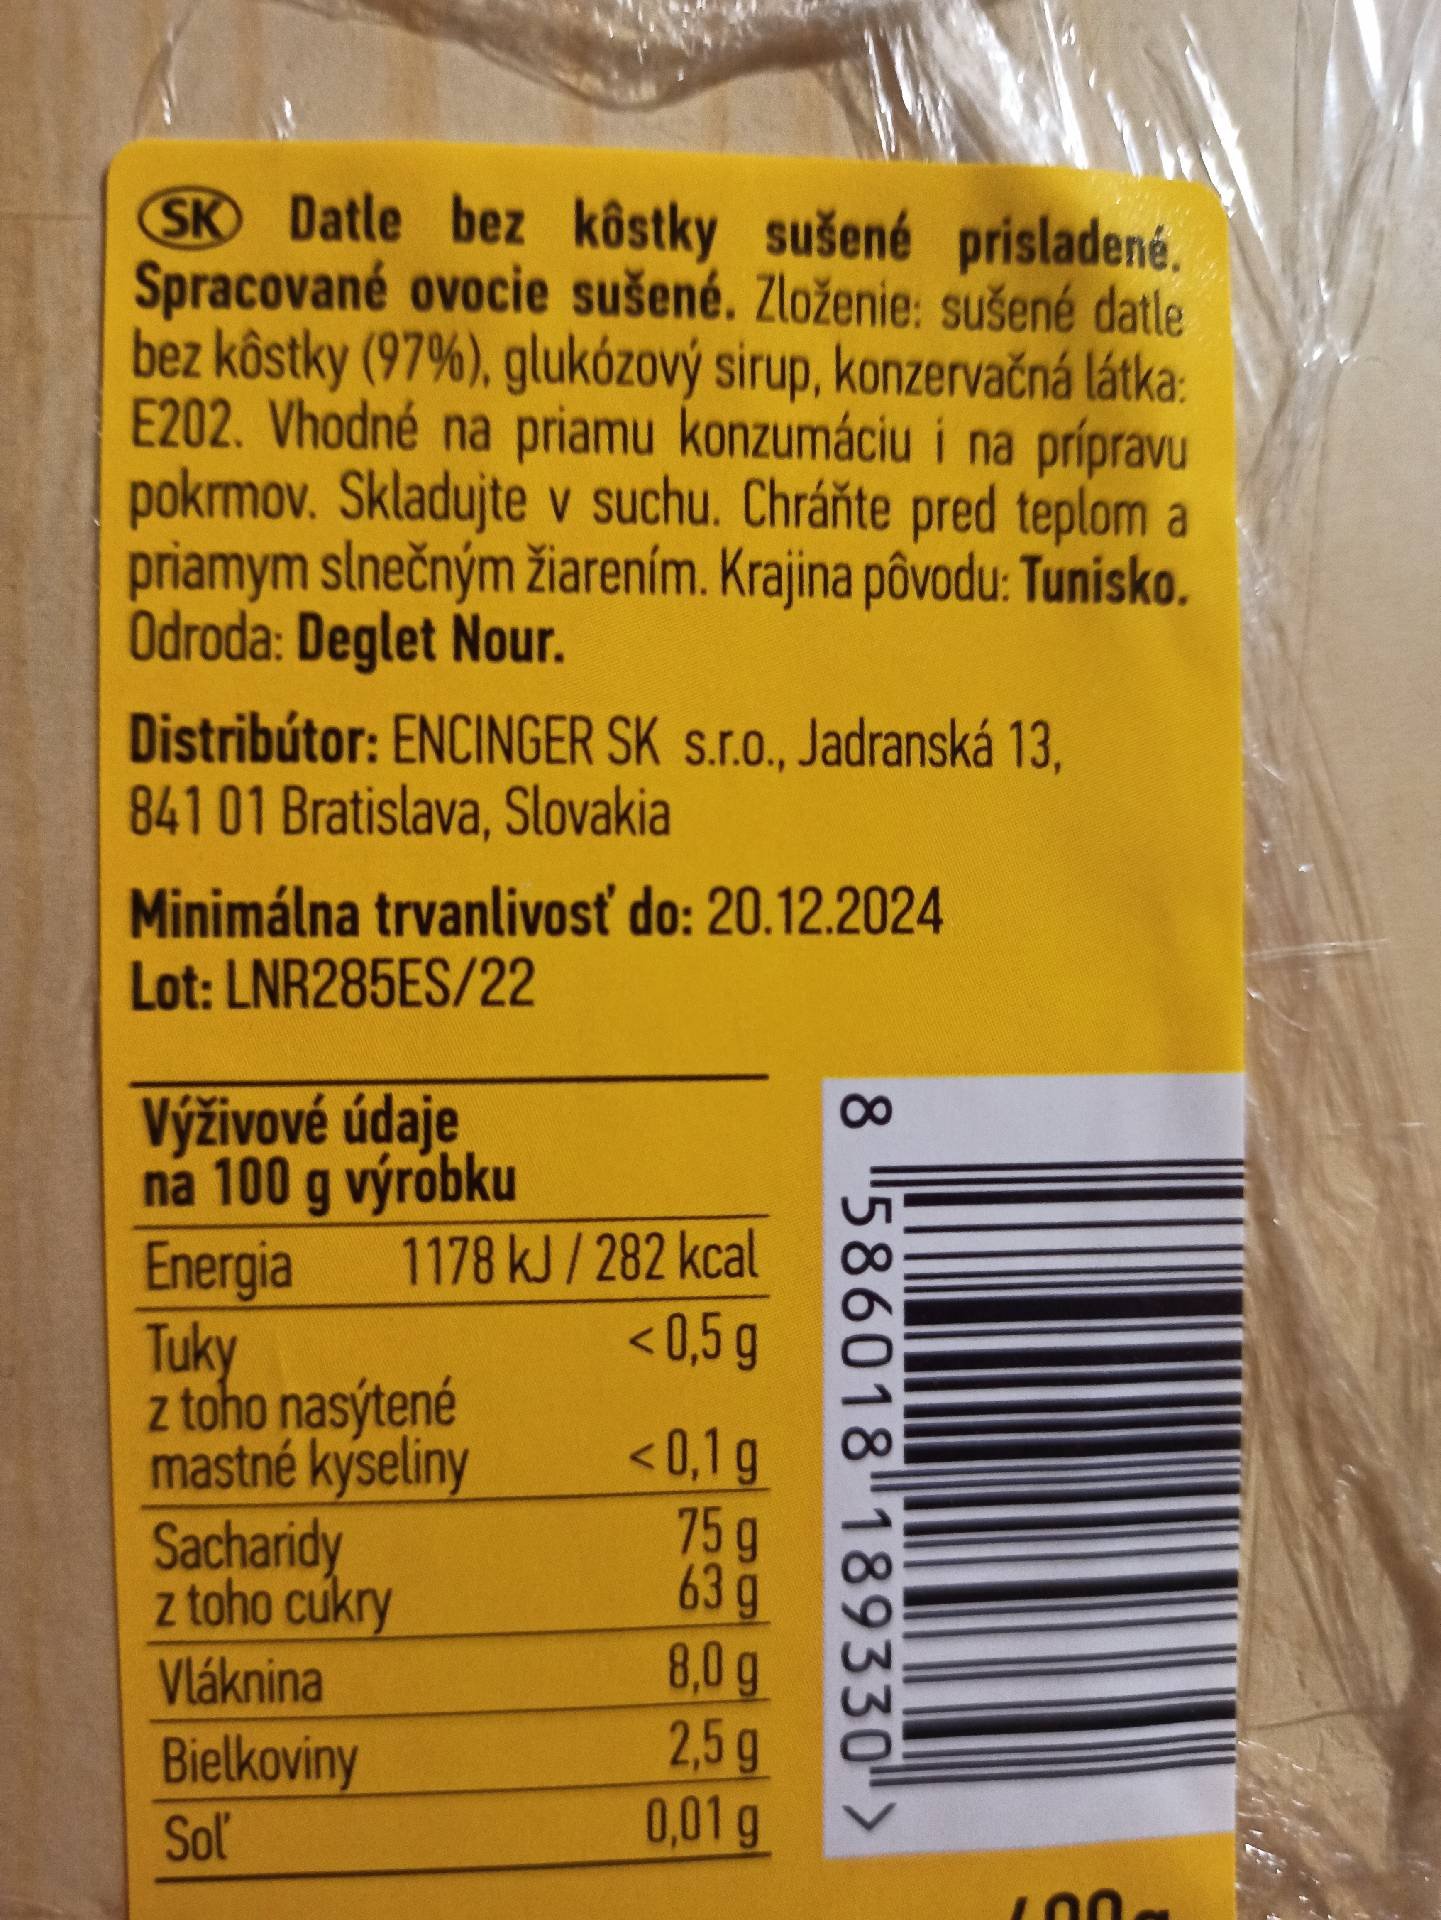 SK Datle bez kôstky sušené prisladené.
Spracované ovocie sušené. Zloženie: sušené datle
bez kôstky (97%), glukózový sirup, konzervačná látka:
E202. Vhodné na priamu konzumáciu i na prípravu
pokrmov. Skladujte v suchu. Chráňte pred teplom a
priamym slnečným žiarením. Krajina pôvodu: Tunisko.
Odroda: Deglet Nour.
Distribútor: ENCINGER SK s.r.o., Jadranská 13,
841 01 Bratislava, Slovakia
Minimálna trvanlivosť do: 20.12.2024
Lot: LNR285ES/22
Výživové údaje
na 100 g výrobku
Energia 1178 kJ / 282 kcal
Tuky <0,5 g
z toho nasýtené
mastné kyseliny <0,1 g
Sacharidy 75 g
z toho cukry 63 g
Vláknina 8,0 g
Bielkoviny 2,5 g
Soľ 0,01 g
8 586018 189330 >